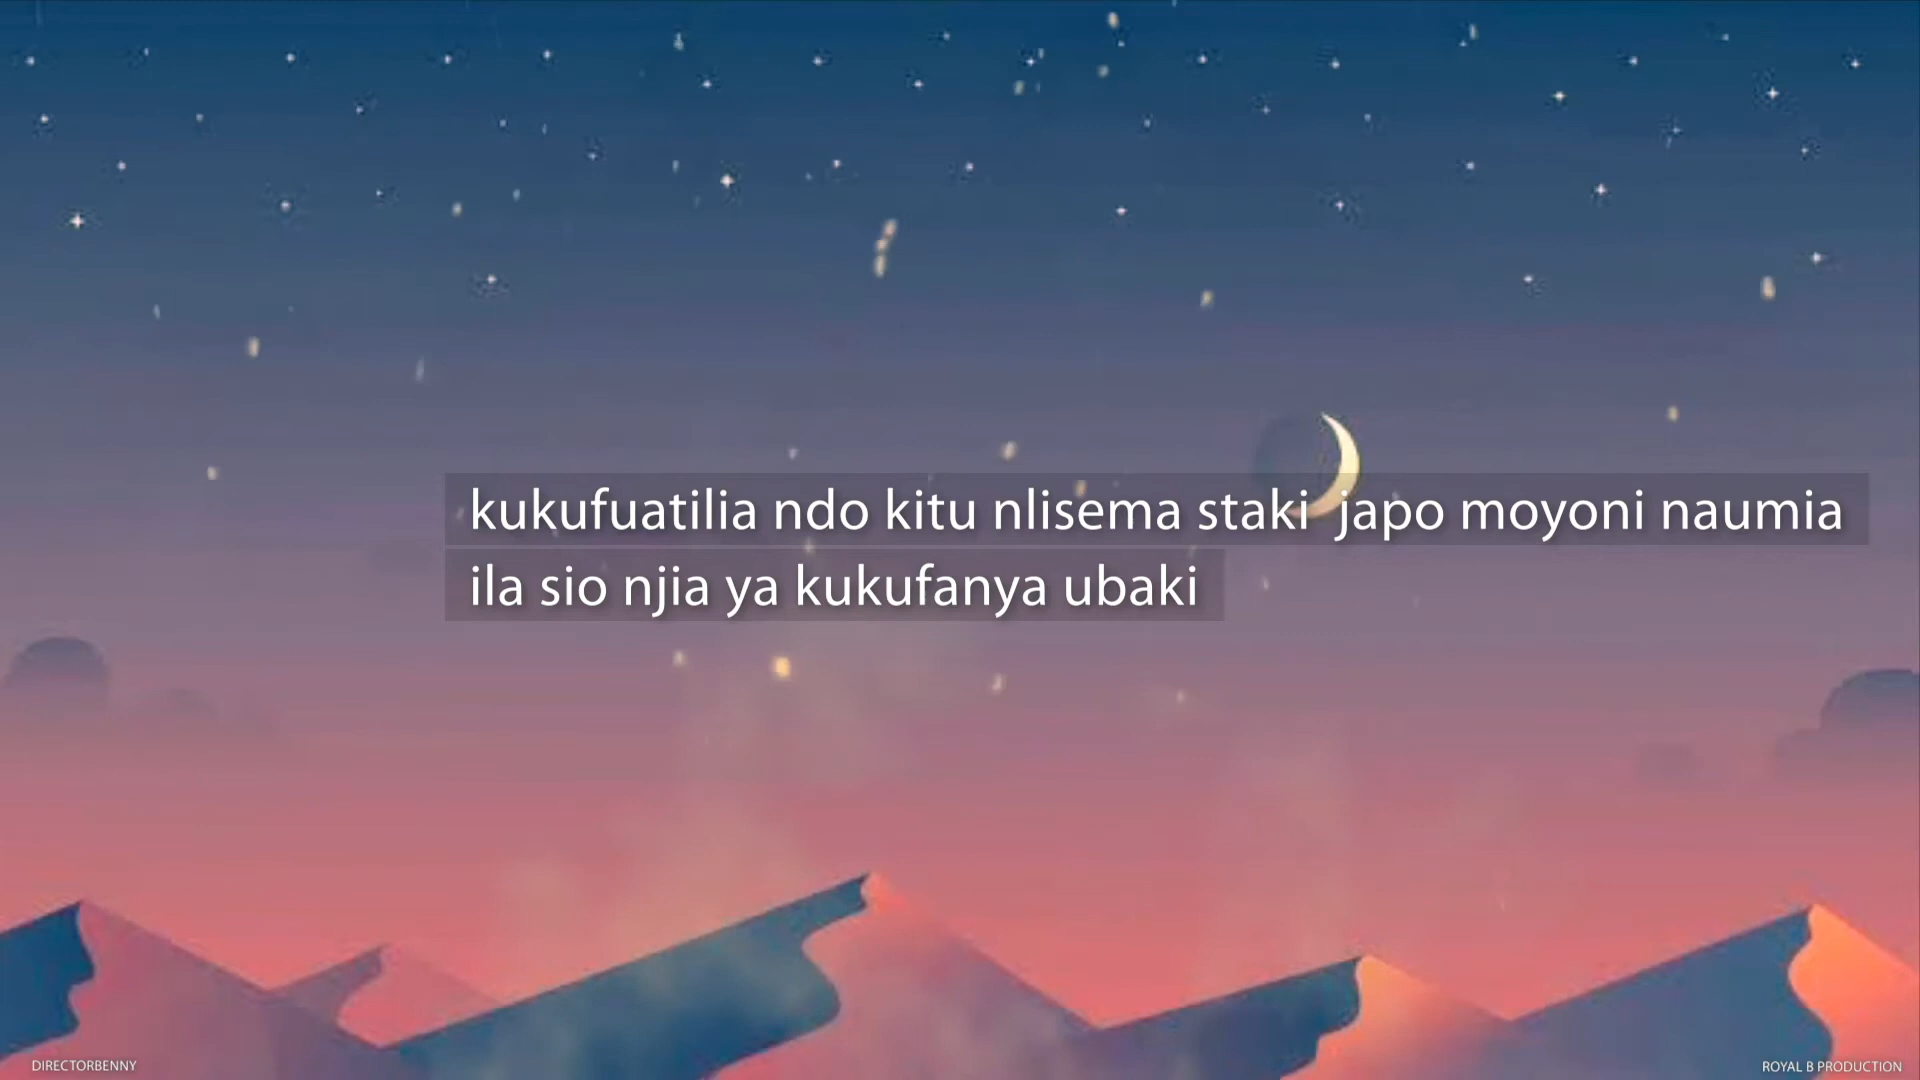 kukufuatilia ndo kitu nlisema staki  japo moyoni naumia
ila sio njia ya kukufanya ubaki
DIRECTORBENNY
ROYAL B PRODUCTION